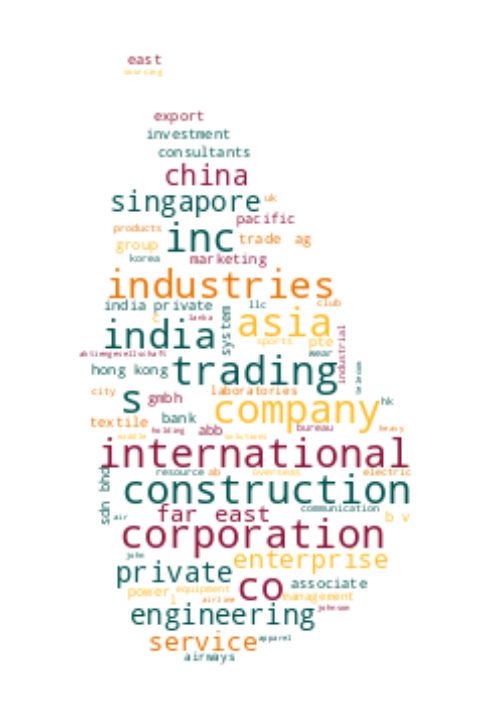 east
sourcing
export
investment
consultants
china
singapore uk
pacific
products inc trade ag
group
korea marketing
industries
india private llc club
lanka
india system asia
sports pte
aktiengesellschaft wear industrial
hong kong trading telecom
city s gmbh laboratories
company hk
textile bank
holding abb bureau heavy
middle solutions
international
resource ab overseas electric
sdn bhd construction
air far east communication b v
corporation
john
private enterprise
co associate
power equipment management
l airline
engineering johnson
service apparel
airways